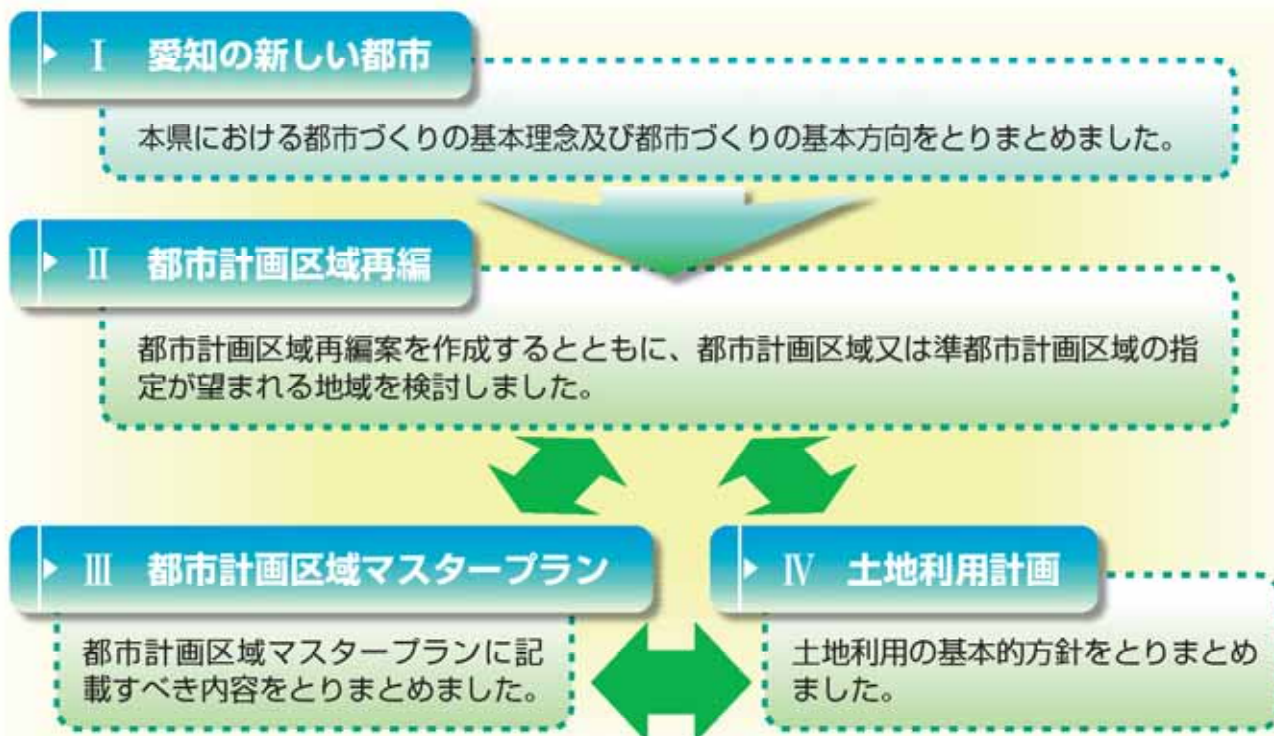 Ⅰ 愛知の新しい都市
本県における都市づくりの基本理念及び都市づくりの基本方向をとりまとめました。
Ⅱ 都市計画区域再編
都市計画区域再編案を作成するとともに、都市計画区域又は準都市計画区域の指
定が望まれる地域を検討しました。
Ⅲ 都市計画区域マスタープラン
都市計画区域マスタープランに記
載すべき内容をとりまとめました。
Ⅳ 土地利用計画
土地利用の基本的方針をとりまとめ
ました。